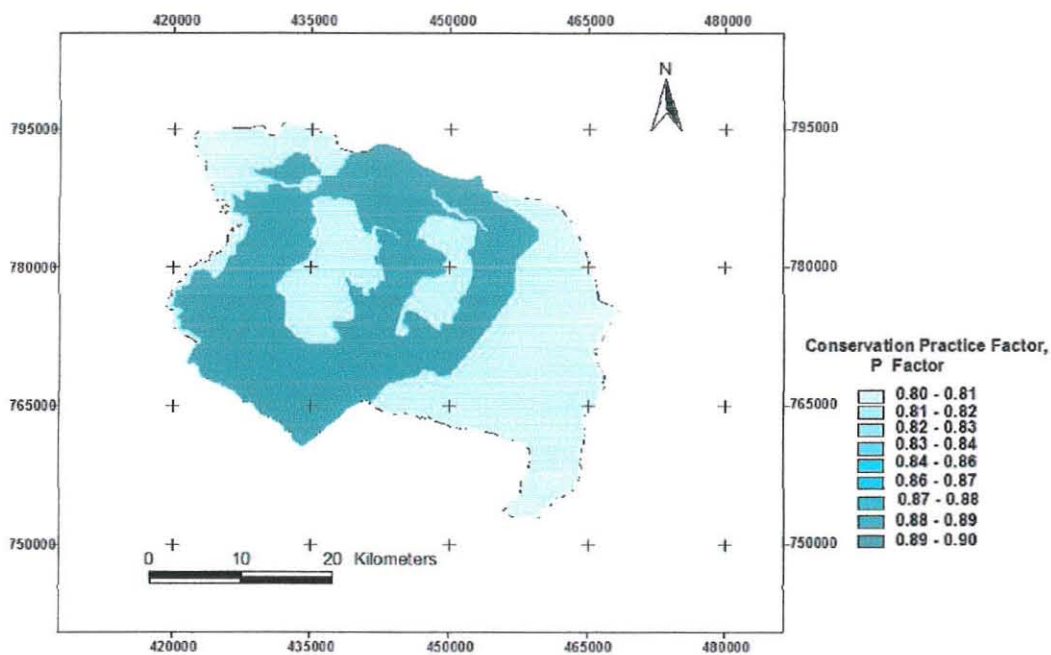 420000 435000 450000 465000 480000
N
795000 795000
780000 780000
Conservation Practice Factor,
P Factor
0.80 - 0.81
0.81 - 0.82
0.82 - 0.83
0.83 - 0.84
0.84 - 0.86
0.86 - 0.87
0.87 - 0.88
0.88 - 0.89
0.89 - 0.90
765000 765000
750000 750000
0 10 20 Kilometers
420000 435000 450000 465000 480000